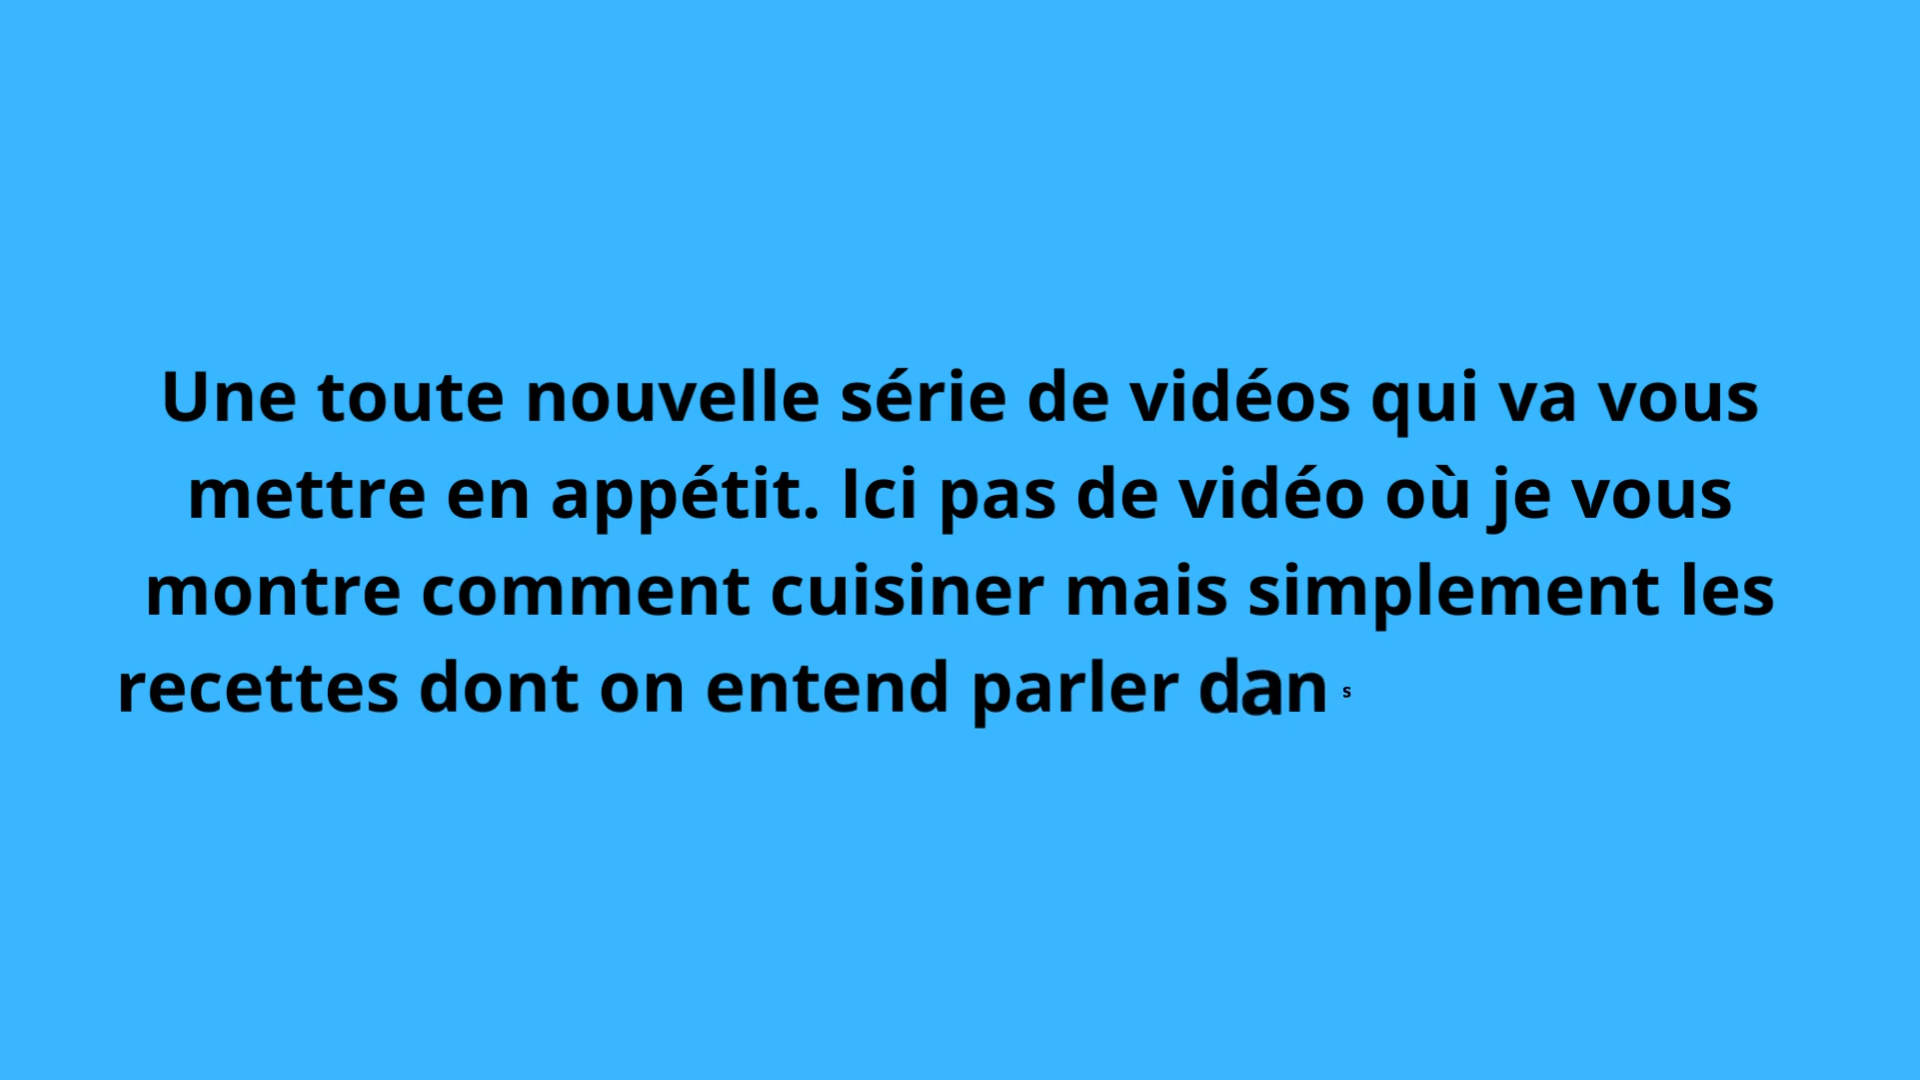 Une toute nouvelle série de vidéos qui va vous
mettre en appétit. Ici pas de vidéo où je vous
montre comment cuisiner mais simplement les
recettes dont on entend parler dans